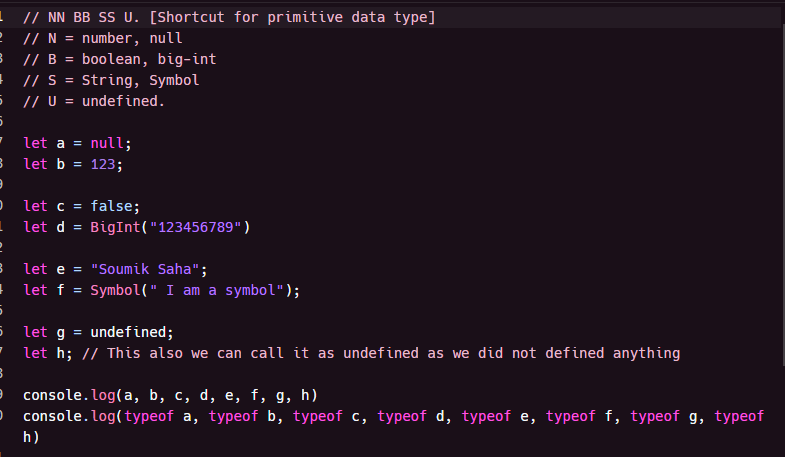 // NN BB SS U. [Shortcut for primitive data type]
// N = number, null
// B = boolean, big-int
// S = String, Symbol
// U = undefined.
let a = null;
let b = 123;
let c = false;
let d = BigInt("123456789")
let e = "Soumik Saha";
let f = Symbol(" I am a symbol");
let g = undefined;
let h; // This also we can call it as undefined as we did not defined anything
console.log(a, b, c, d, e, f, g, h)
console.log(typeof a, typeof b, typeof c, typeof d, typeof e, typeof f, typeof g, typeof
h)